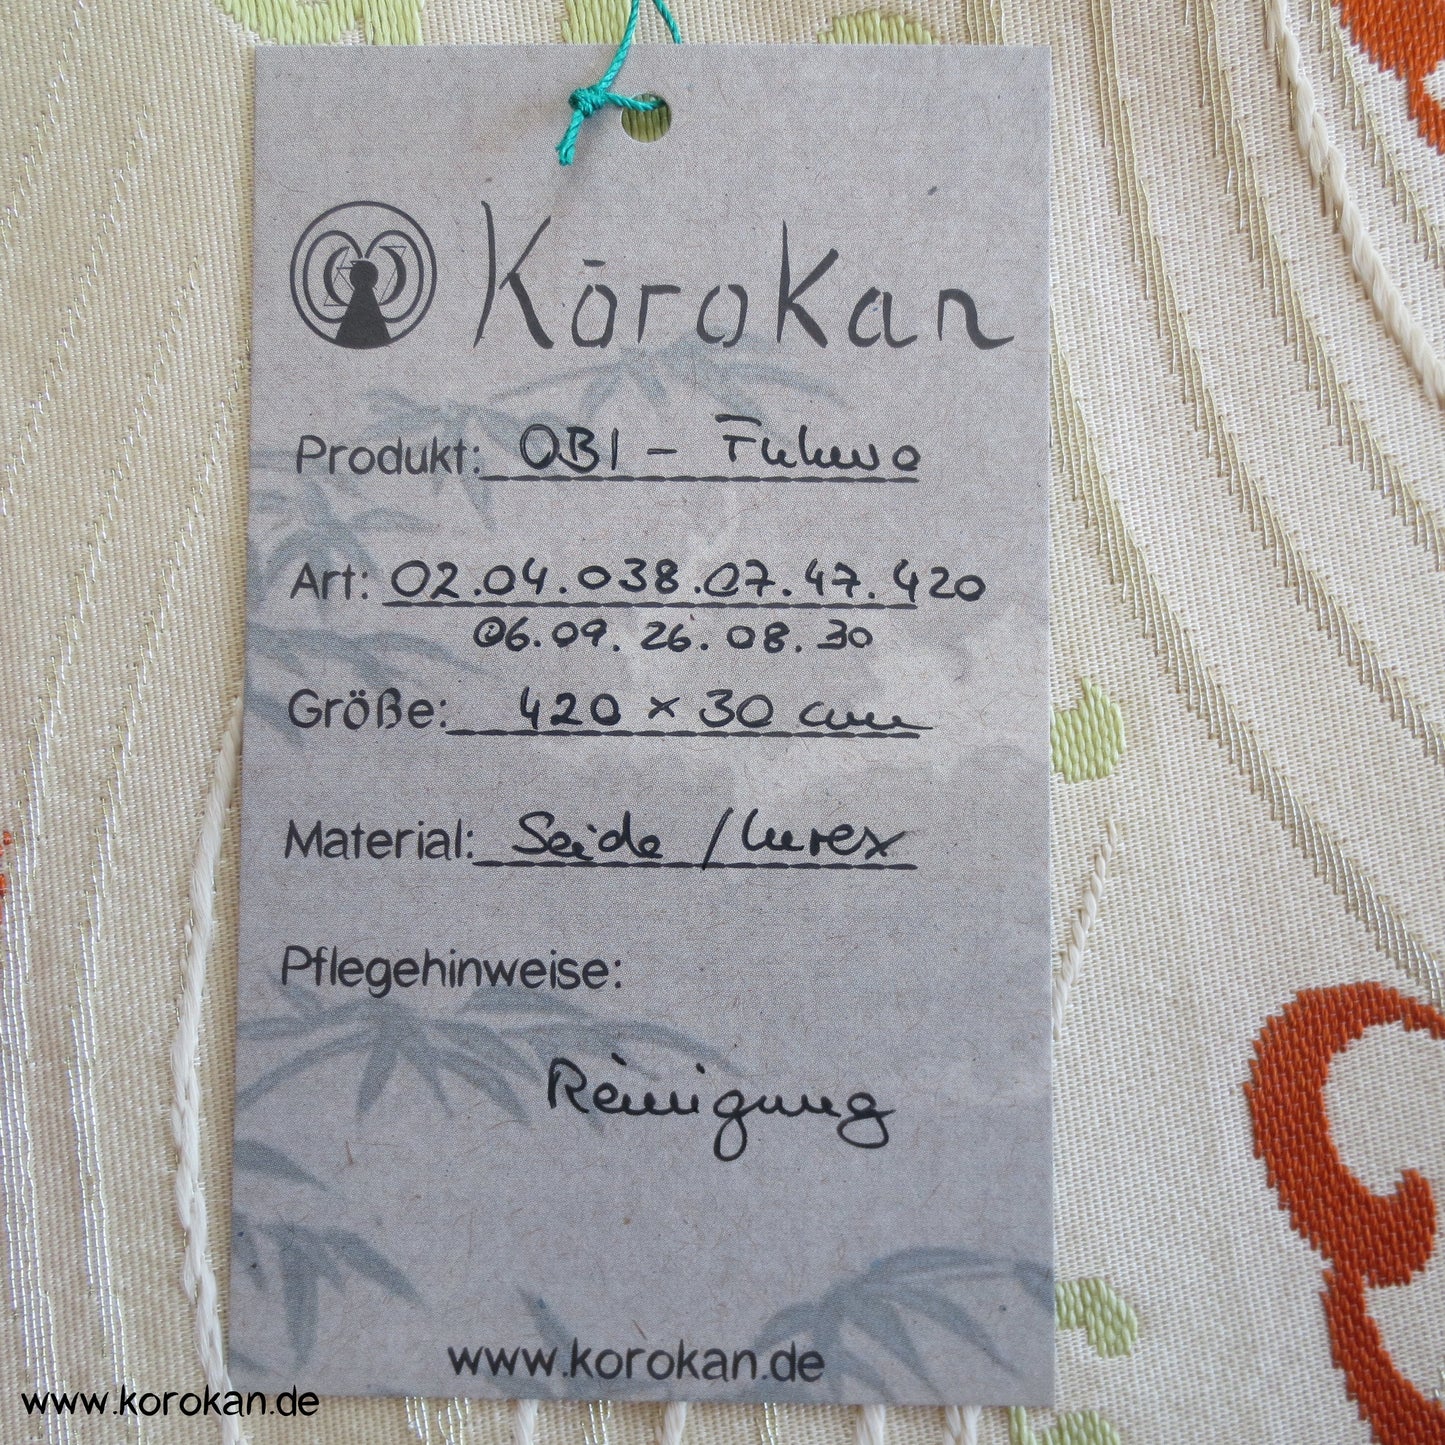 Kōrokan
Produkt: OBI - Fukuro
Art: 02.04.038.07.47.420
06.09.26.08.30
Größe: 420 x 30 cm
Material: Seide / Lurex
Pflegehinweise:
Reinigung
www.korokan.de
www.korokan.de